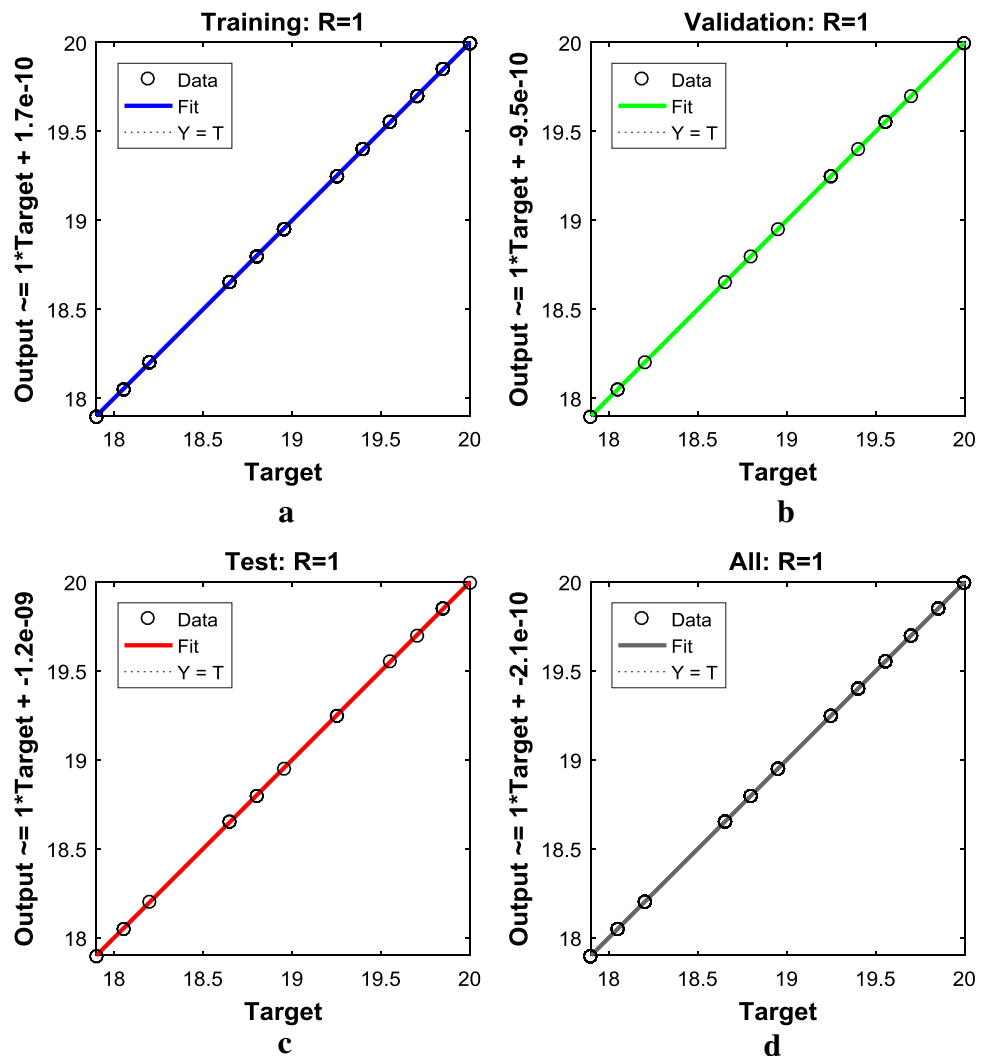 Training: R=1
Output ~= 1*Target + 1.7e-10
20
19.5
19
18.5
18
Data
Fit
Y = T
18 18.5 19 19.5 20
Target
a
Validation: R=1
Output ~= 1*Target + -9.5e-10
20
19.5
19
18.5
18
Data
Fit
Y = T
18 18.5 19 19.5 20
Target
b
Test: R=1
Output ~= 1*Target + -1.2e-09
20
19.5
19
18.5
18
Data
Fit
Y = T
18 18.5 19 19.5 20
Target
c
All: R=1
Output ~= 1*Target + -2.1e-10
20
19.5
19
18.5
18
Data
Fit
Y = T
18 18.5 19 19.5 20
Target
d